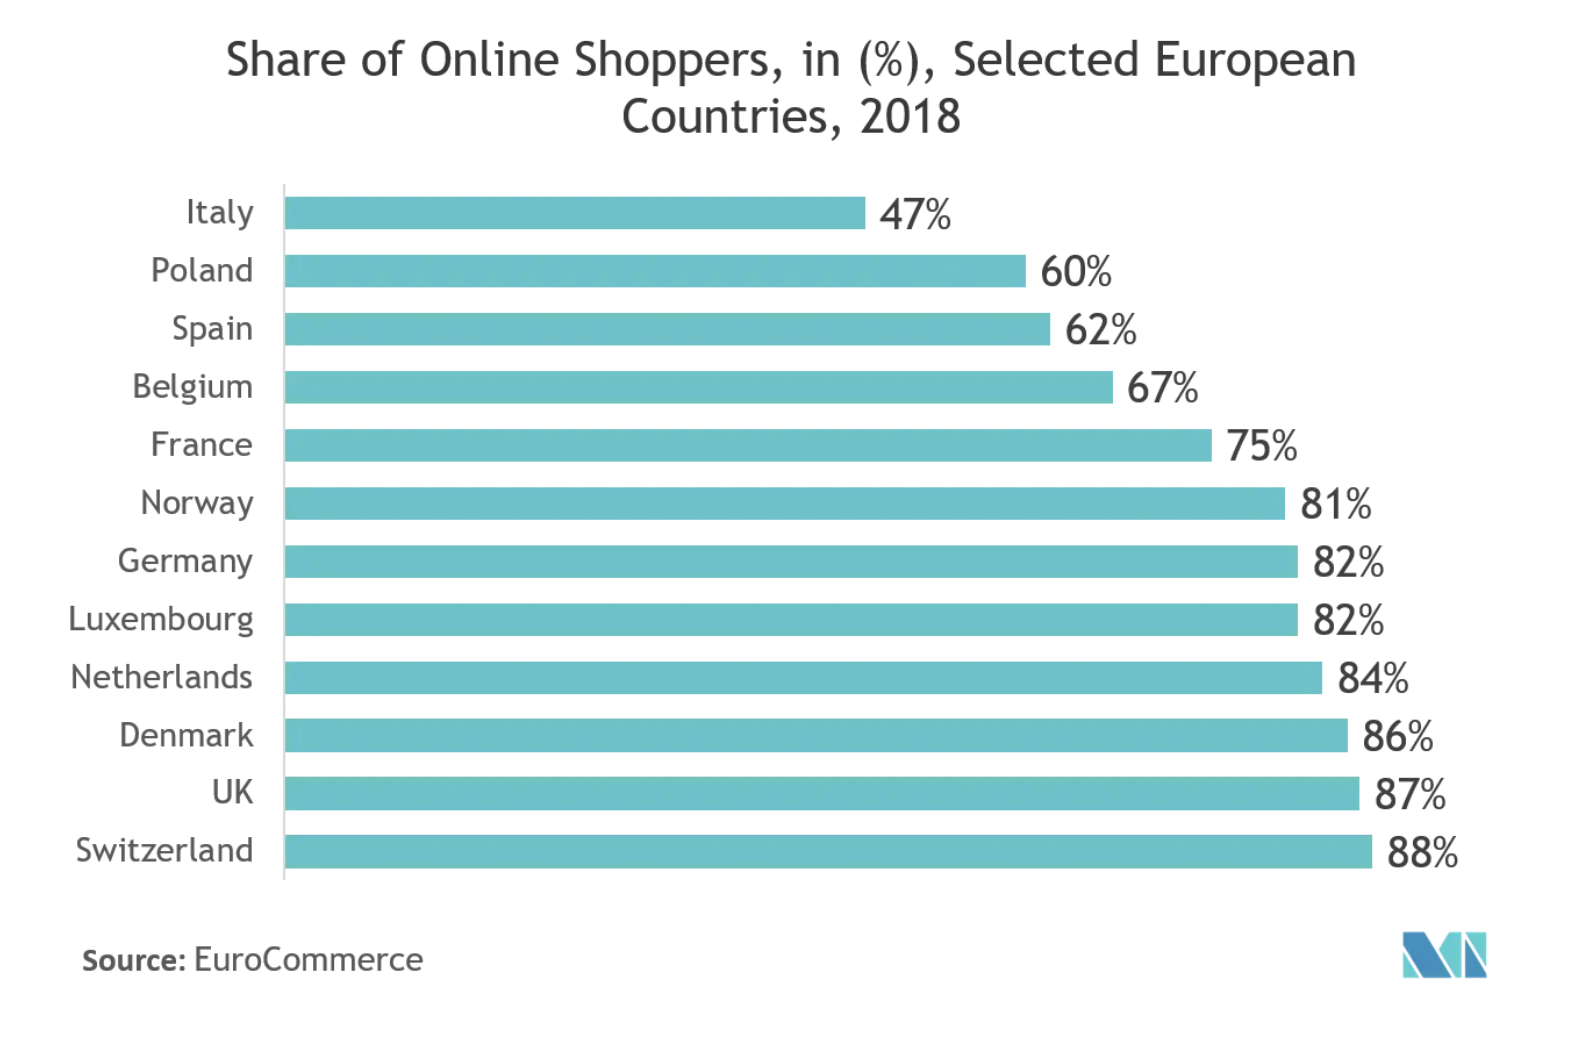 Share of Online Shoppers, in (%), Selected European
Countries, 2018
Italy 47%
Poland 60%
Spain 62%
Belgium 67%
France 75%
Norway 81%
Germany 82%
Luxembourg 82%
Netherlands 84%
Denmark 86%
UK 87%
Switzerland 88%
Source: EuroCommerce